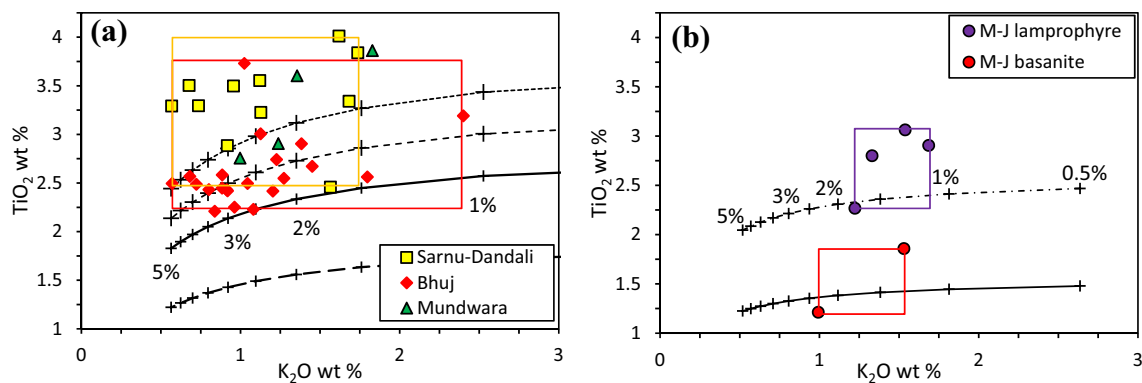 (a)
4
3.5
3
2.5
2
1.5
1
TiO2 wt %
5%
3%
2%
1%
Sarnu-Dandali
Bhuj
Mundwara
0 1 2 3
K2O wt %
(b)
M-J lamprophyre
M-J basanite
4
3.5
3
2.5
2
1.5
1
TiO2 wt %
5%
3%
2%
1%
0.5%
0 1 2 3
K2O wt %